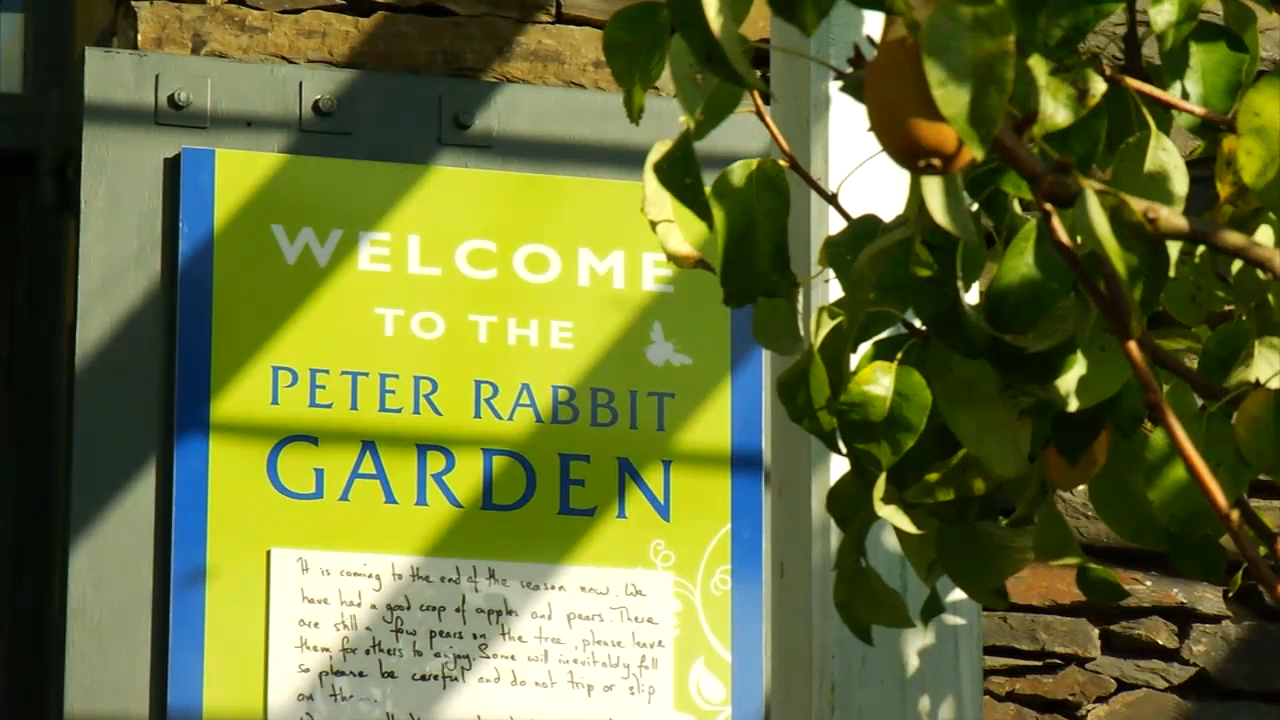 WELCOME
TO THE
PETER RABBIT
GARDEN
It is coming to the end of the season now. We
have had a good crop of apples and pears. There
are still a few pears on the tree, please leave
them for others to enjoy. Some will inevitably fall
so please be careful and do not trip or slip
on